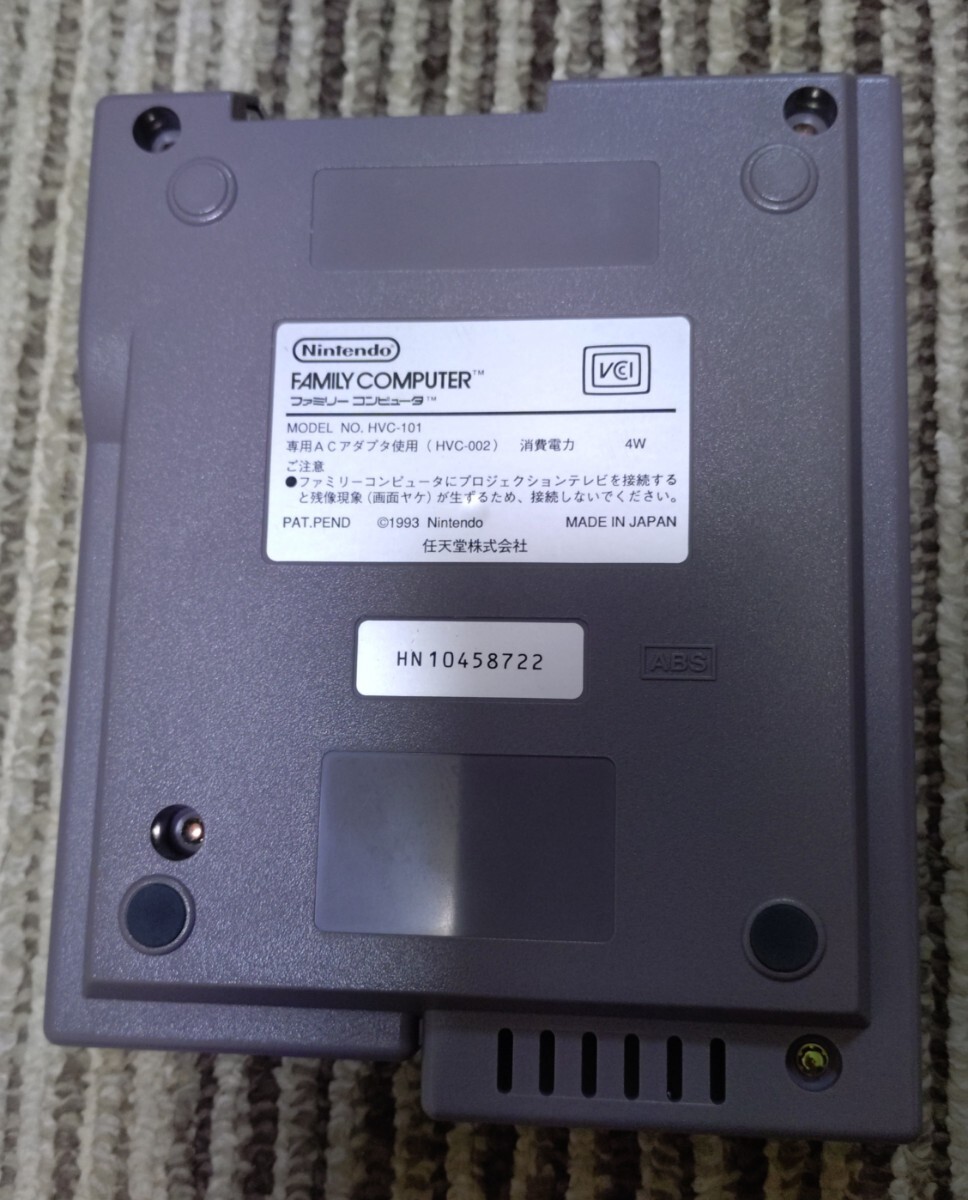 Nintendo®
FAMILY COMPUTER™
ファミリー コンピュータ™
VCCI
MODEL NO. HVC-101
専用ACアダプタ使用(HVC-002) 消費電力 4W
ご注意
●ファミリーコンピュータにプロジェクションテレビを接続する
と残像現象(画面ヤケ)が生ずるため、接続しないでください。
PAT.PEND ©1993 Nintendo MADE IN JAPAN
任天堂株式会社
HN10458722
ABS